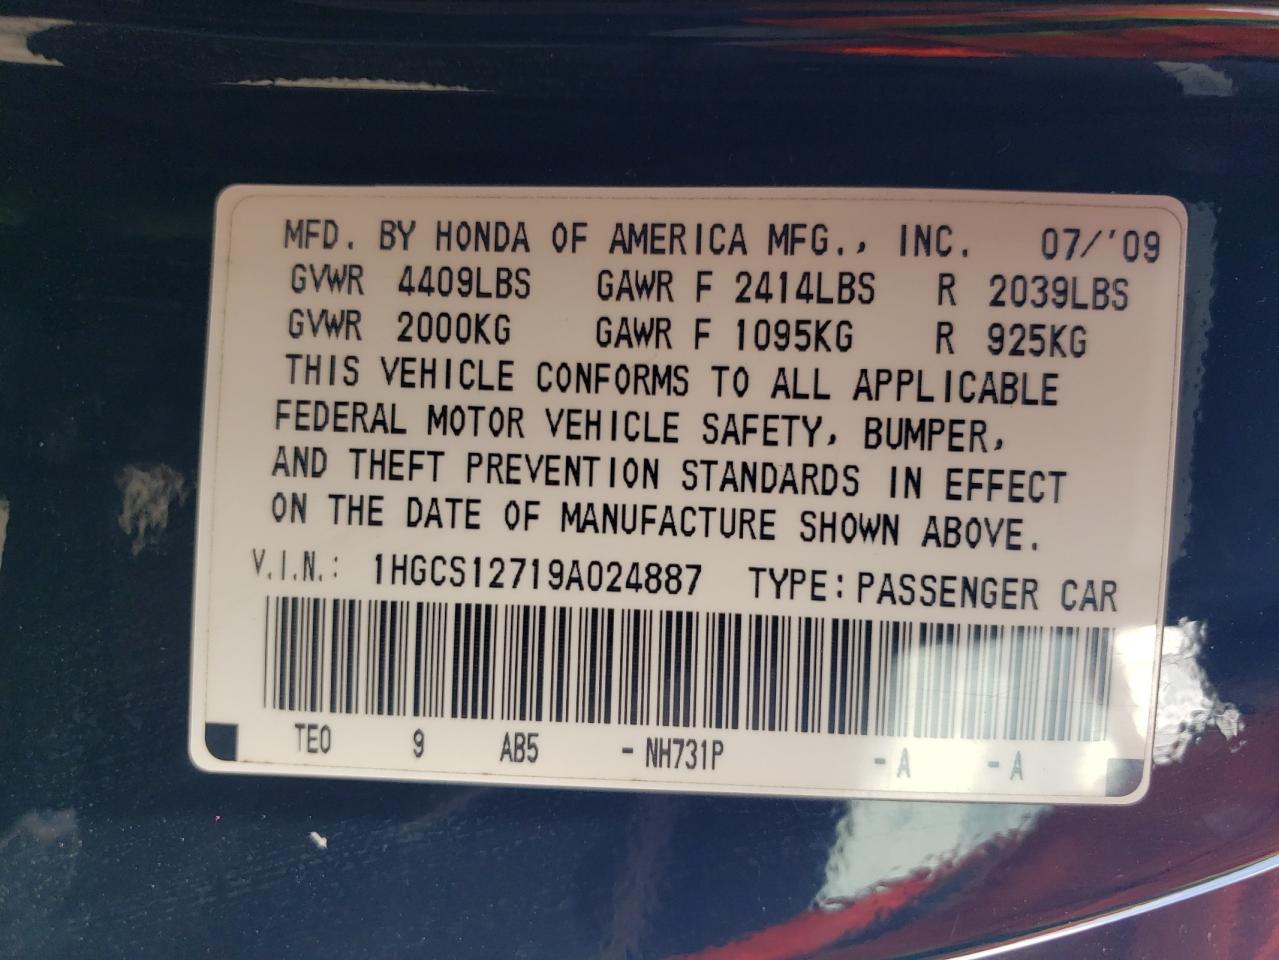 MFD. BY HONDA OF AMERICA MFG., INC. 07/'09
GVWR 4409LBS GAWR F 2414LBS R 2039LBS
GVWR 2000KG GAWR F 1095KG R 925KG
THIS VEHICLE CONFORMS TO ALL APPLICABLE
FEDERAL MOTOR VEHICLE SAFETY, BUMPER,
AND THEFT PREVENTION STANDARDS IN EFFECT
ON THE DATE OF MANUFACTURE SHOWN ABOVE.
V.I.N.: 1HGCS12719A024887 TYPE: PASSENGER CAR
TE0 9 AB5 - NH731P - A - A